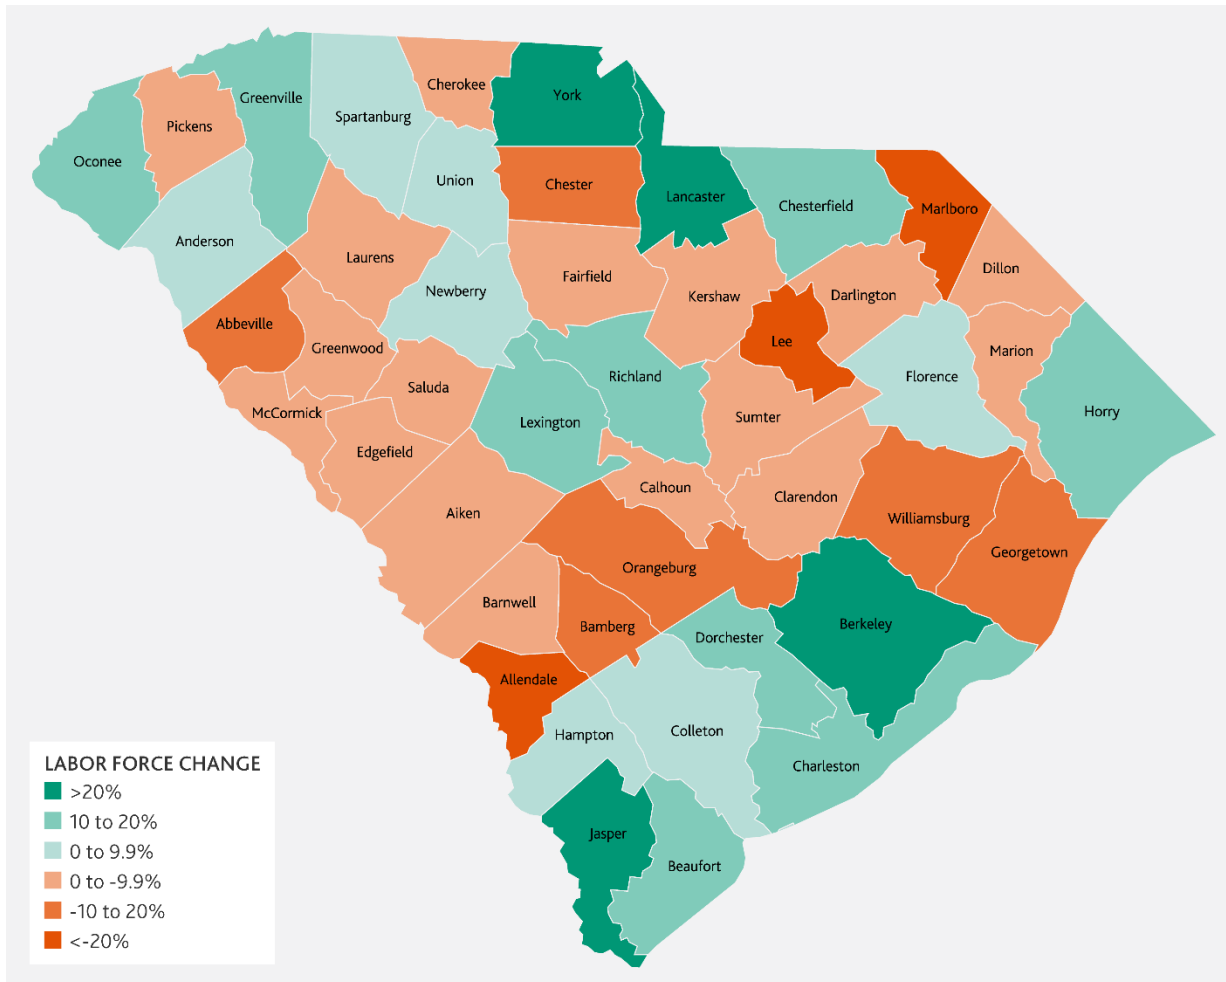 Cherokee
York
Greenville
Spartanburg
Pickens
Oconee
Union
Chester
Lancaster
Chesterfield
Marlboro
Anderson
Laurens
Fairfield
Dillon
Newberry
Kershaw
Darlington
Abbeville
Greenwood
Lee
Marion
Richland
Florence
Saluda
McCormick
Lexington
Sumter
Horry
Edgefield
Calhoun
Clarendon
Aiken
Williamsburg
Georgetown
Orangeburg
Barnwell
Bamberg
Dorchester
Berkeley
Allendale
Hampton
Colleton
Charleston
Jasper
Beaufort
LABOR FORCE CHANGE
>20%
10 to 20%
0 to 9.9%
0 to -9.9%
-10 to 20%
<-20%